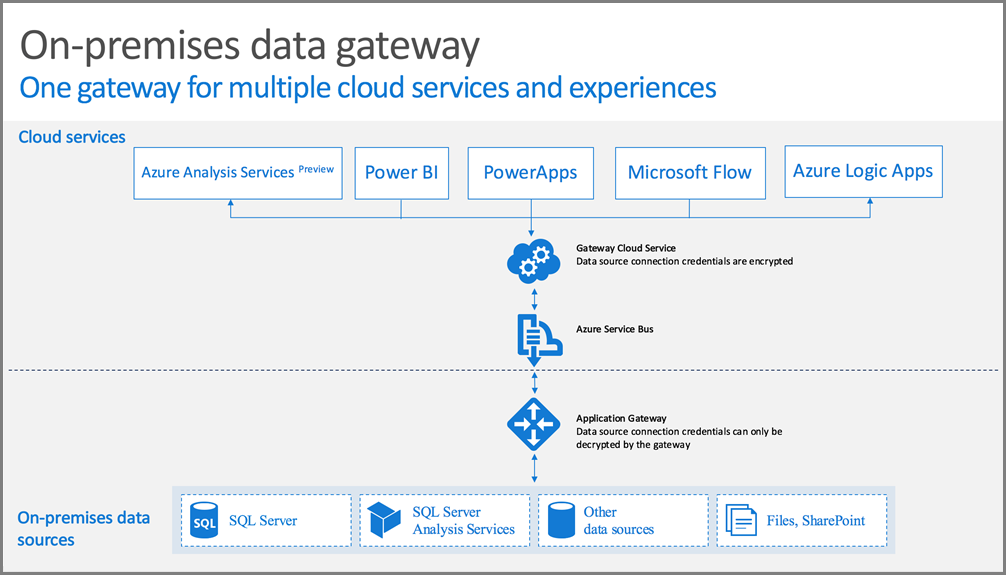 On-premises data gateway
One gateway for multiple cloud services and experiences
Cloud services
Azure Analysis Services Preview
Power BI
PowerApps
Microsoft Flow
Azure Logic Apps
Gateway Cloud Service
Data source connection credentials are encrypted
Azure Service Bus
Application Gateway
Data source connection credentials can only be
decrypted by the gateway
On-premises data
sources
SQL
SQL Server
SQL Server
Analysis Services
Other
data sources
Files, SharePoint